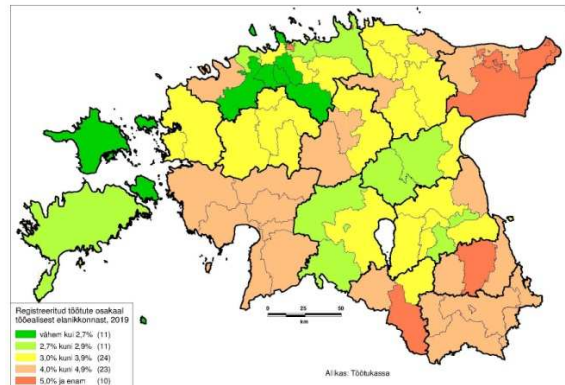 Registreeritud töötute osakaal
tööealisest elanikkonnast, 2019
vähem kui 2,7% (11)
2,7% kuni 2,9% (11)
3,0% kuni 3,9% (24)
4,0% kuni 4,9% (23)
5,0% ja enam (10)
0 25 50
Allikas: Töötukassa